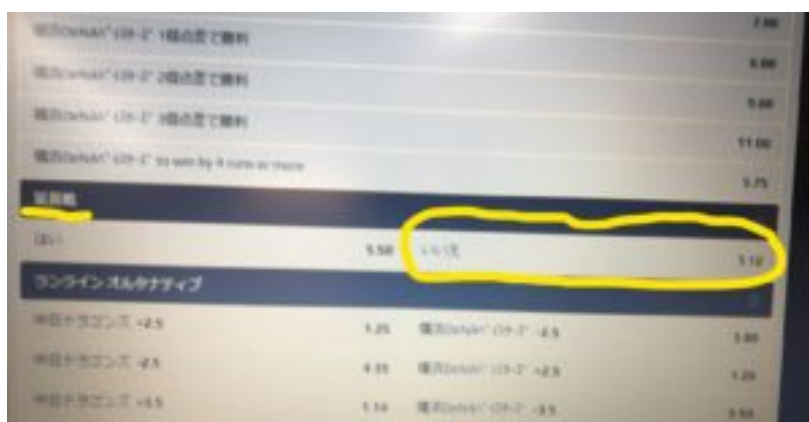 7.00
横浜DeNAベイスターズ 1得点差で勝利 6.00
横浜DeNAベイスターズ 2得点差で勝利 9.00
横浜DeNAベイスターズ 3得点差で勝利 11.00
横浜DeNAベイスターズ to win by 4 runs or more 5.75
延長戦
はい 5.50 いいえ 1.12
ランライン オルタナティブ
中日ドラゴンズ +2.5 1.25 横浜DeNAベイスターズ -2.5
中日ドラゴンズ -2.5 横浜DeNAベイスターズ +2.5 1.20
中日ドラゴンズ +3.5 1.14 横浜DeNAベイスターズ -3.5